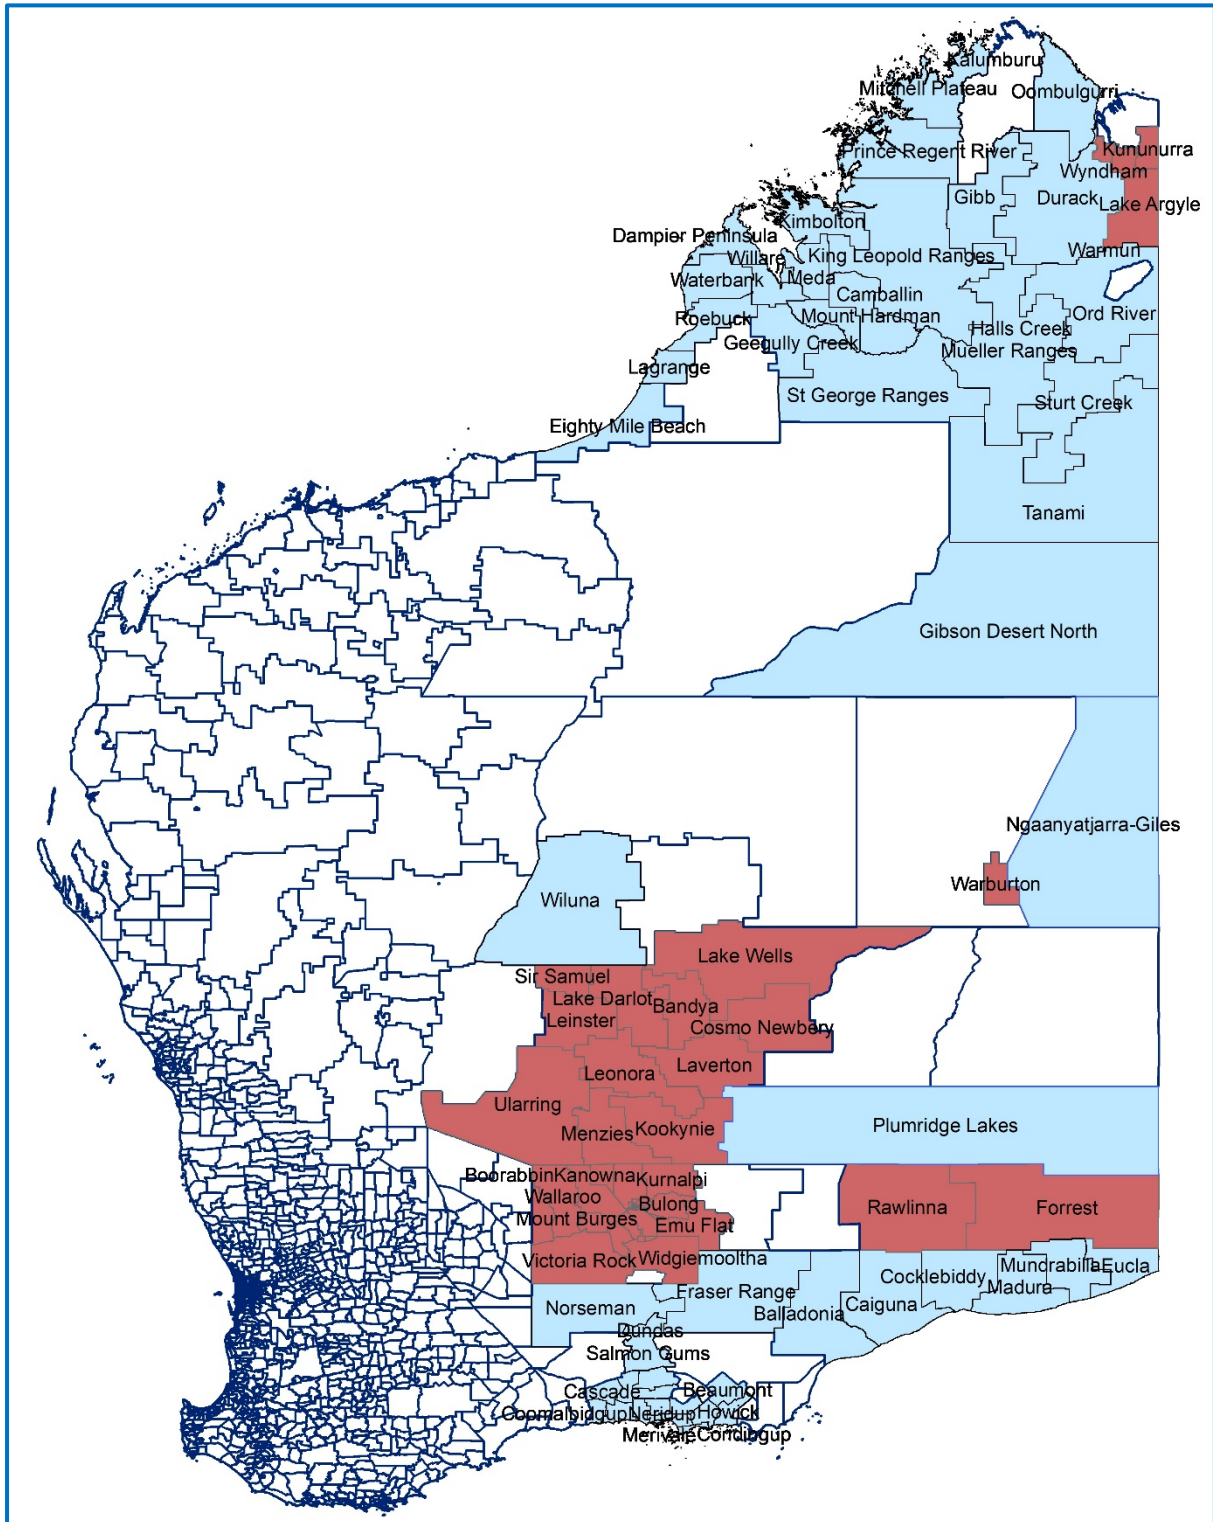 Kalumburu
Mitchell Plateau
Oombulgurri
Prince Regent River
Kununurra
Wyndham
Gibb
Durack
Lake Argyle
Kimbolton
Dampier Peninsula
Willare
King Leopold Ranges
Warmun
Waterbank
Meda
Camballin
Roebuck
Mount Hardman
Ord River
Halls Creek
Geegully Creek
Mueller Ranges
Lagrange
St George Ranges
Sturt Creek
Eighty Mile Beach
Tanami
Gibson Desert North
Ngaanyatjarra-Giles
Warburton
Wiluna
Lake Wells
Sir Samuel
Lake Darlot
Bandya
Leinster
Cosmo Newbery
Laverton
Leonora
Ularring
Menzies
Kookynie
Plumridge Lakes
Boorabbin
Kanowna
Kurnalpi
Wallaroo
Bulong
Mount Burges
Emu Flat
Rawlinna
Forrest
Victoria Rock
Widgiemooltha
Mundrabilla
Eucla
Cocklebiddy
Madura
Fraser Range
Norseman
Balladonia
Caiguna
Dundas
Salmon Gums
Cascade
Beaumont
Coomalbidgup
Neridup
Howick
Merivale
Condingup